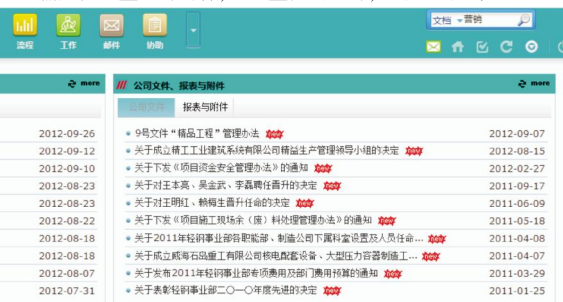 文档 营销
流程 工作 邮件 协助
more
公司文件、报表与附件 more
公司文件 报表与附件
2012-09-26 9号文件“精品工程”管理办法 2012-09-07
2012-09-12 关于成立精工工业建筑系统有限公司精益生产管理领导小组的决定 2012-08-15
2012-09-10 关于下发《项目资金安全管理办法》的通知 2012-02-27
2012-08-23 关于对王本高、吴金武、李磊聘任晋升的决定 2011-09-17
2012-08-23 关于对王明红、赖梅生晋升任命的决定 2011-06-09
2012-08-22 关于下发《项目施工现场余（废）料处理管理办法》的通知 2011-05-18
2012-08-18 关于2011年轻钢事业部各职能部、制造公司下属科室设置及人员任命... 2011-04-08
2012-08-18 关于成立威海石岛重工有限公司核电配套设备、大型压力容器制造工... 2011-04-07
2012-08-07 关于发布2011年轻钢事业部专项费用及部门费用预算的通知 2011-03-29
2012-07-31 关于表彰轻钢事业部二〇一〇年度先进的决定 2011-01-25